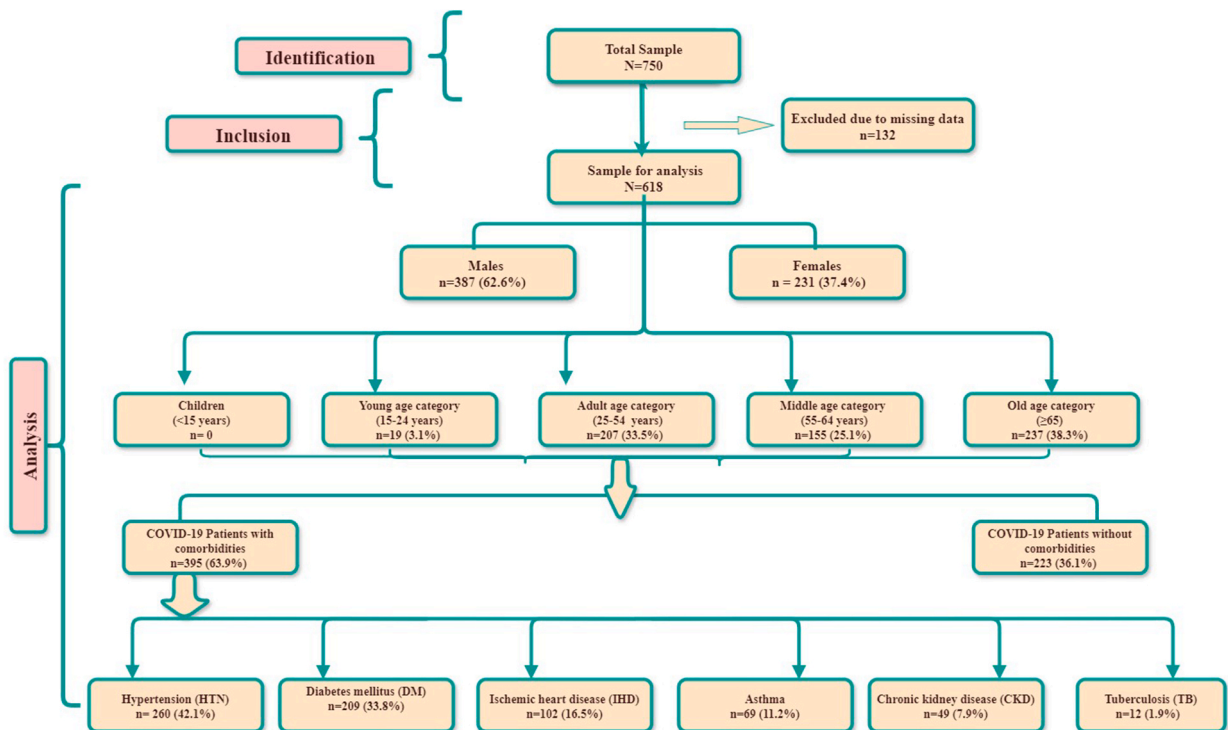 Identification
Total Sample
N=750
Inclusion
Excluded due to missing data
n=132
Sample for analysis
N=618
Males
n=387 (62.6%)
Females
n = 231 (37.4%)
Analysis
Children
(<15 years)
n= 0
Young age category
(15-24 years)
n=19 (3.1%)
Adult age category
(25-54  years)
n=207 (33.5%)
Middle age category
(55-64 years)
n=155 (25.1%)
Old age category
(≥65)
n=237 (38.3%)
COVID-19 Patients with
comorbidities
n=395 (63.9%)
COVID-19 Patients without
comorbidities
n=223 (36.1%)
Hypertension (HTN)
n= 260 (42.1%)
Diabetes mellitus (DM)
n=209 (33.8%)
Ischemic heart disease (IHD)
n=102 (16.5%)
Asthma
n=69 (11.2%)
Chronic kidney disease (CKD)
n=49 (7.9%)
Tuberculosis (TB)
n=12 (1.9%)